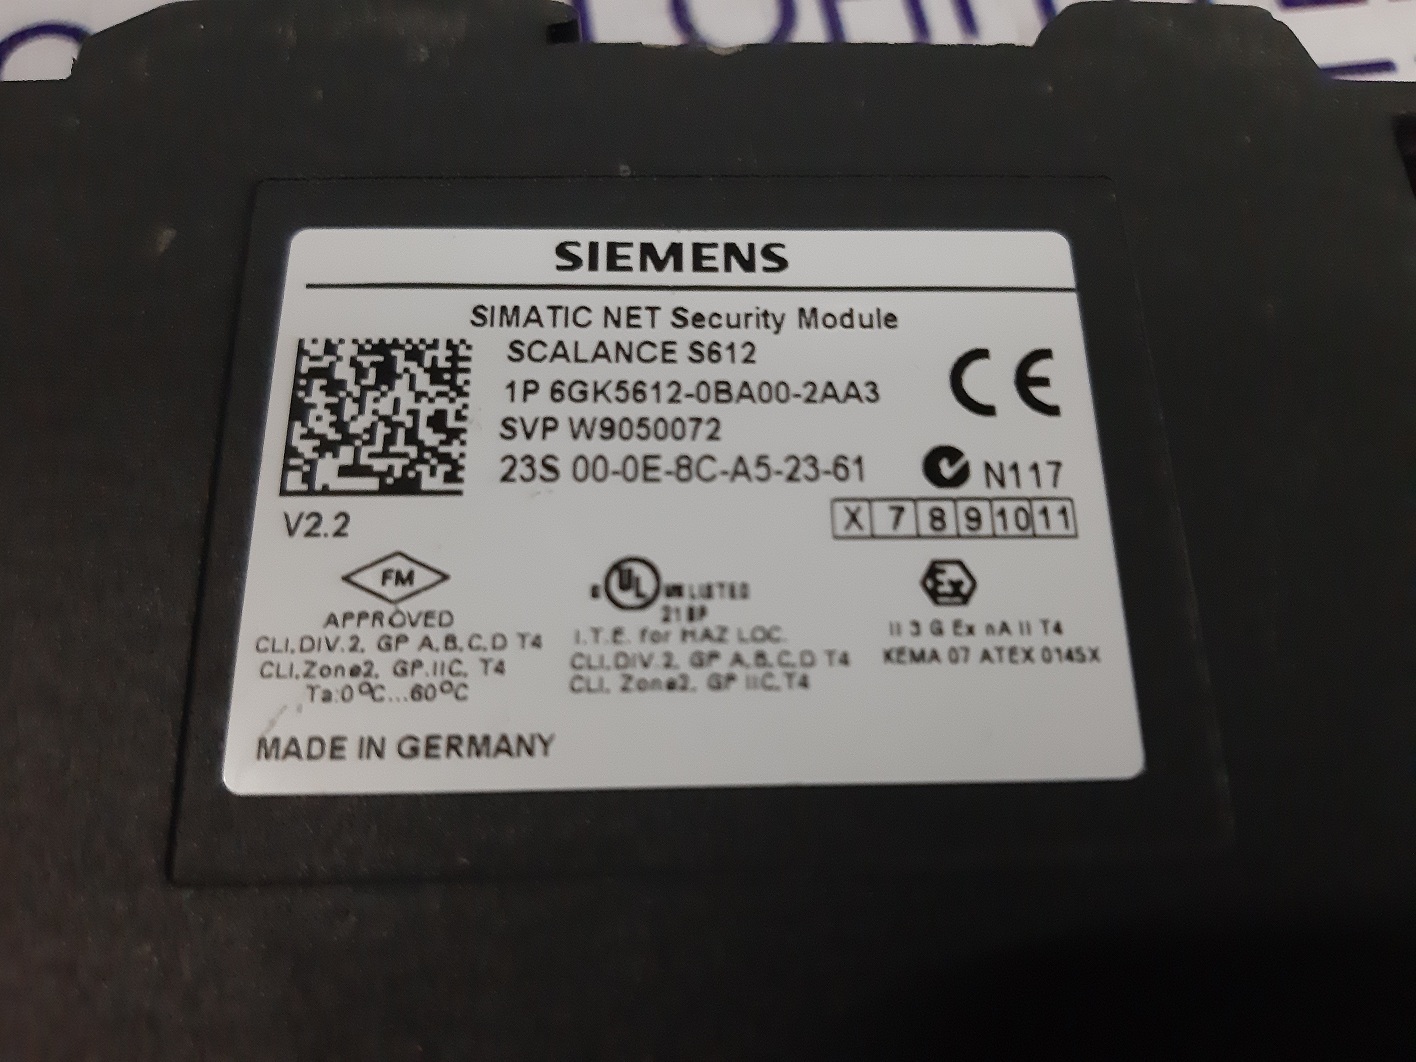 SIEMENS
SIMATIC NET Security Module
SCALANCE S612
1P 6GK5612-0BA00-2AA3
SVP W9050072
23S 00-0E-8C-A5-23-61
CE
N117
V2.2
X 7 8 9 10 11
FM
APPROVED
CLI,DIV.2, GP A,B,C,D T4
CLI,Zone2, GP.IIC, T4
Ta:0°C...60°C
c UL us LISTED
I.T.E. for HAZ LOC.
CLI,DIV.2, GP A,B,C,D T4
CLI, Zone2, GP IIC,T4
Ex
II 3 G Ex nA II T4
KEMA 07 ATEX 0145X
MADE IN GERMANY